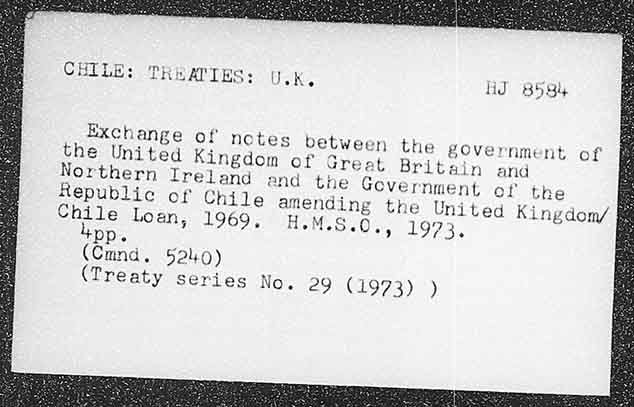 CHILE: TREATIES: U.K.
HJ 8584
Exchange of notes between the government of
the United Kingdom of Great Britain and
Northern Ireland and the Government of the
Republic of Chile amending the United Kingdom/
Chile Loan, 1969. H.M.S.O., 1973.
4pp.
(Cmnd. 5240)
(Treaty series No. 29 (1973) )